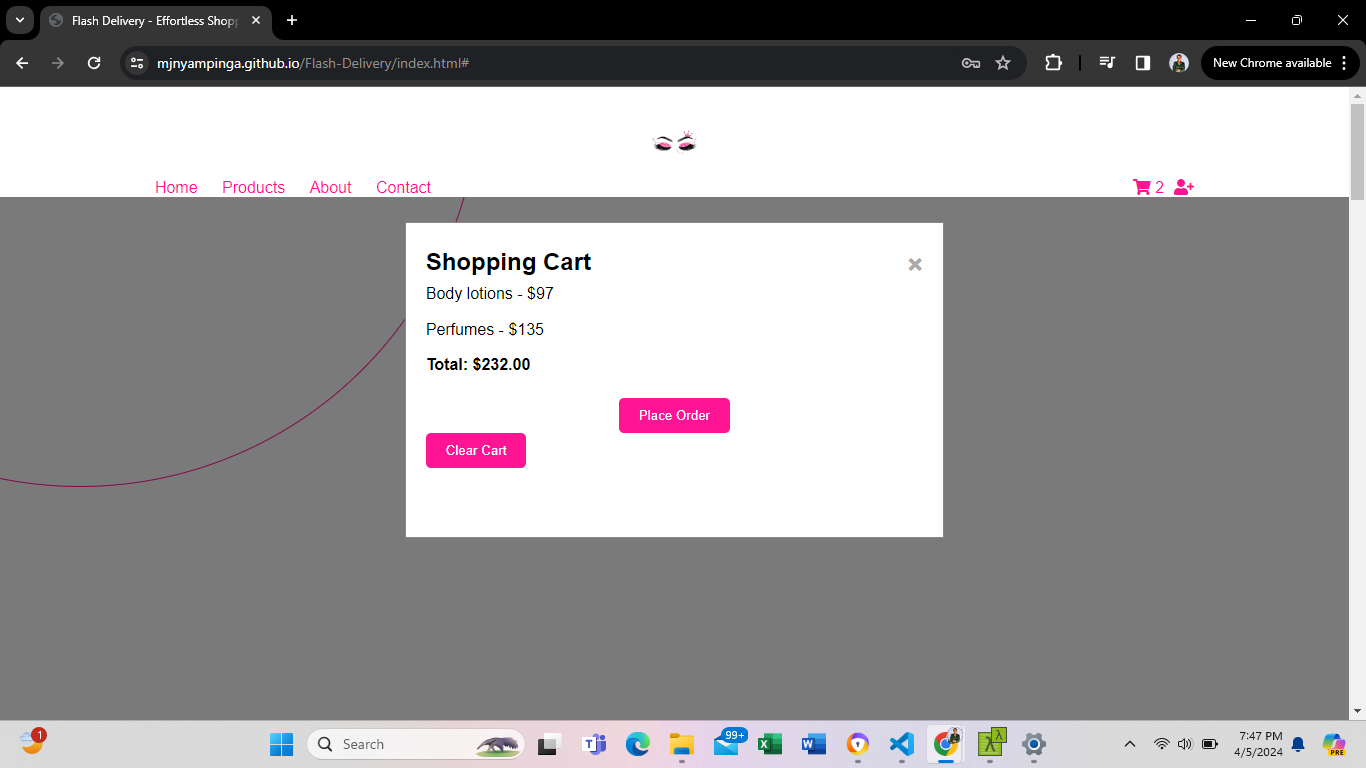 Flash Delivery - Effortless Shopp
mjnyampinga.github.io/Flash-Delivery/index.html#
New Chrome available
Home Products About Contact 2
Shopping Cart
Body lotions - $97
Perfumes - $135
Total: $232.00
Place Order
Clear Cart
1
Search
99+
7:47 PM
4/5/2024
PRE